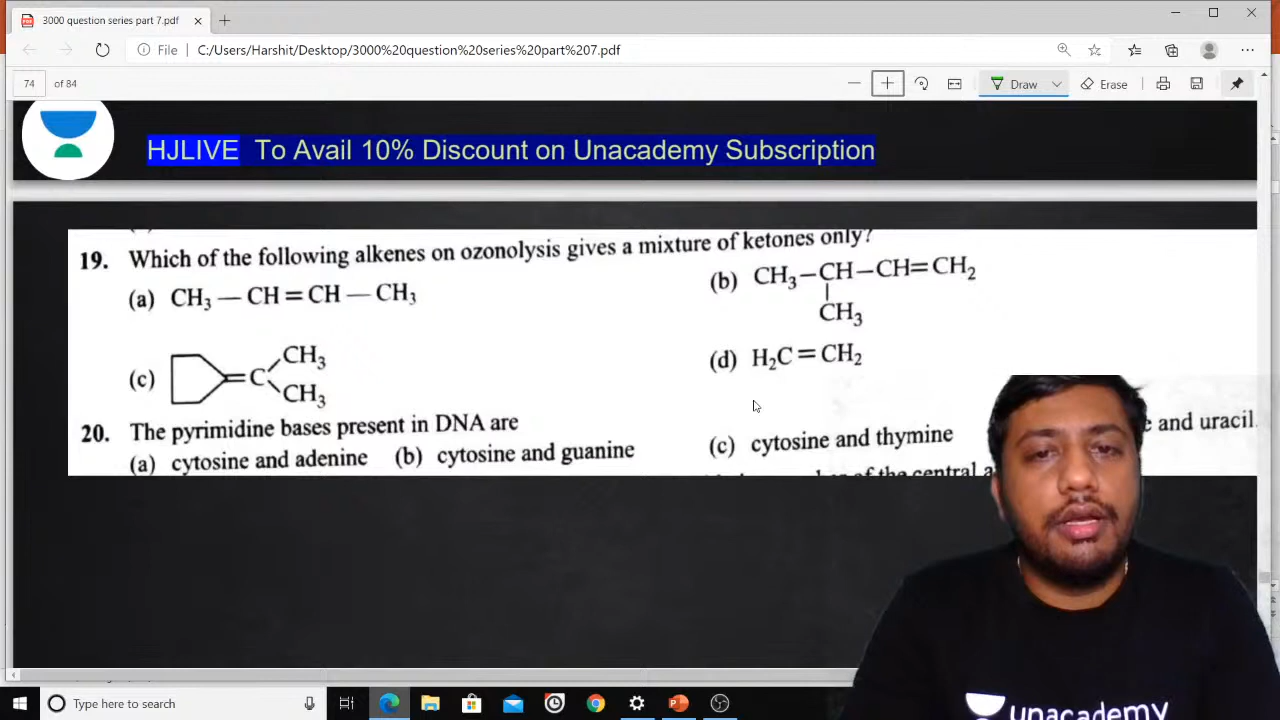 3000 question series part 7.pdf
File | C:/Users/Harshit/Desktop/3000%20question%20series%20part%207.pdf
74 of 84
Draw
Erase
HJLIVE To Avail 10% Discount on Unacademy Subscription
19. Which of the following alkenes on ozonolysis gives a mixture of ketones only?
(a) CH₃ — CH = CH — CH₃
(b) CH₃ – CH – CH = CH₂
CH₃
(c) = C CH₃
CH₃
(d) H₂C = CH₂
20. The pyrimidine bases present in DNA are
(a) cytosine and adenine (b) cytosine and guanine (c) cytosine and thymine and uracil.
of the central
Type here to search
unacademy